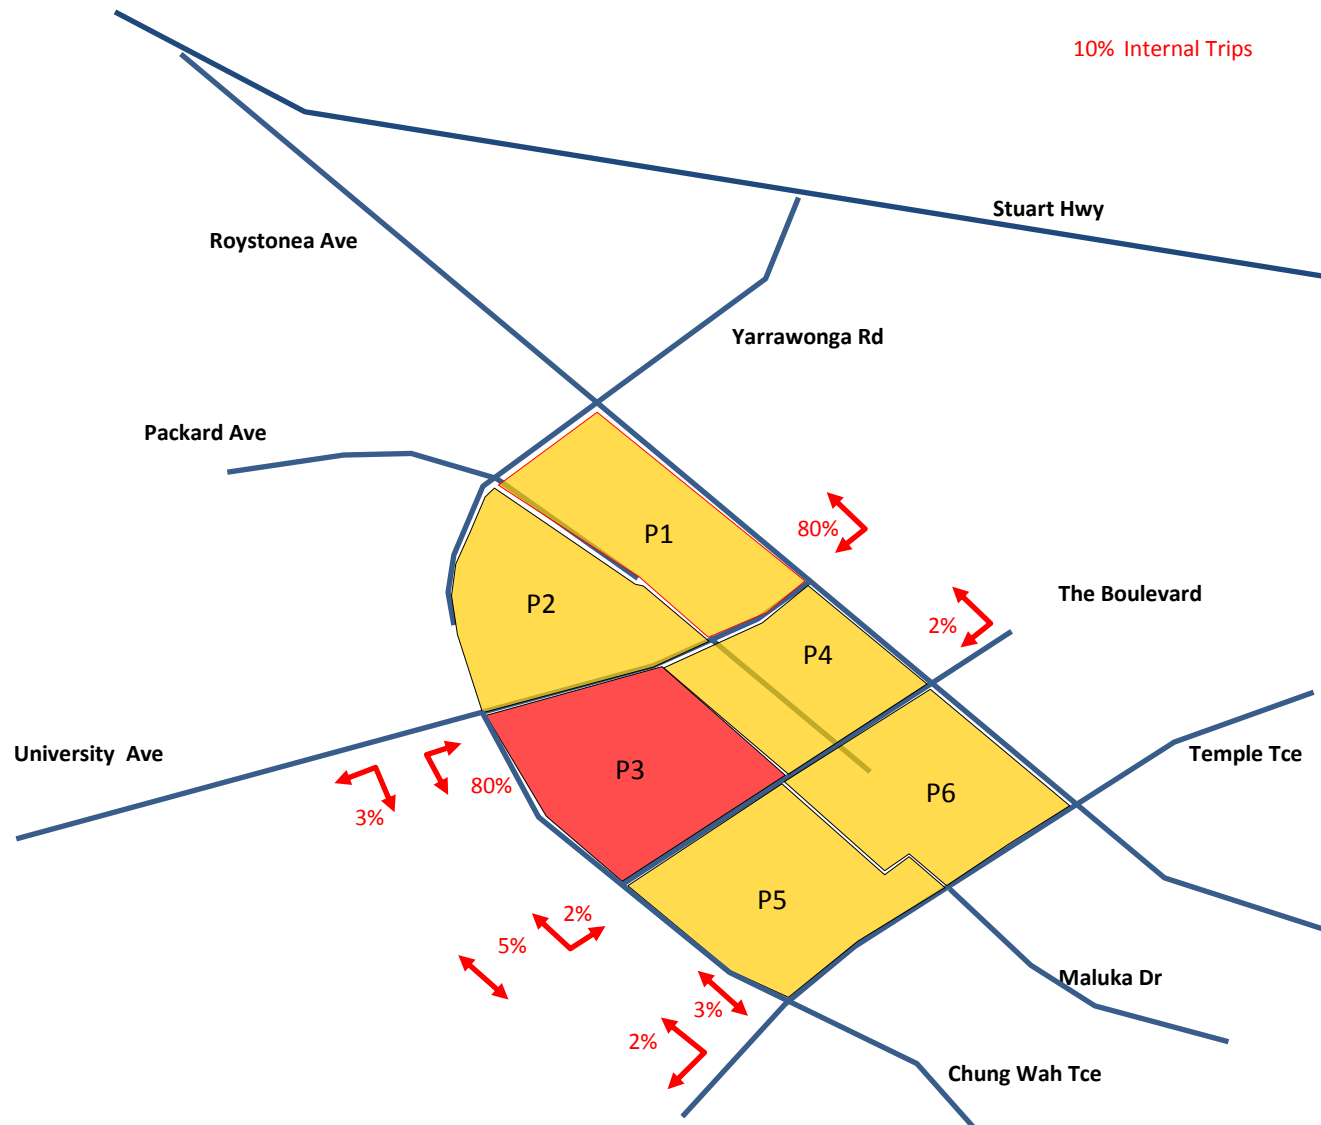 10% Internal Trips
Stuart Hwy
Roystonea Ave
Yarrawonga Rd
Packard Ave
P1
80%
The Boulevard
P2
2%
P4
University Ave
Temple Tce
P3
80%
P6
3%
P5
2%
5%
Maluka Dr
3%
2%
Chung Wah Tce